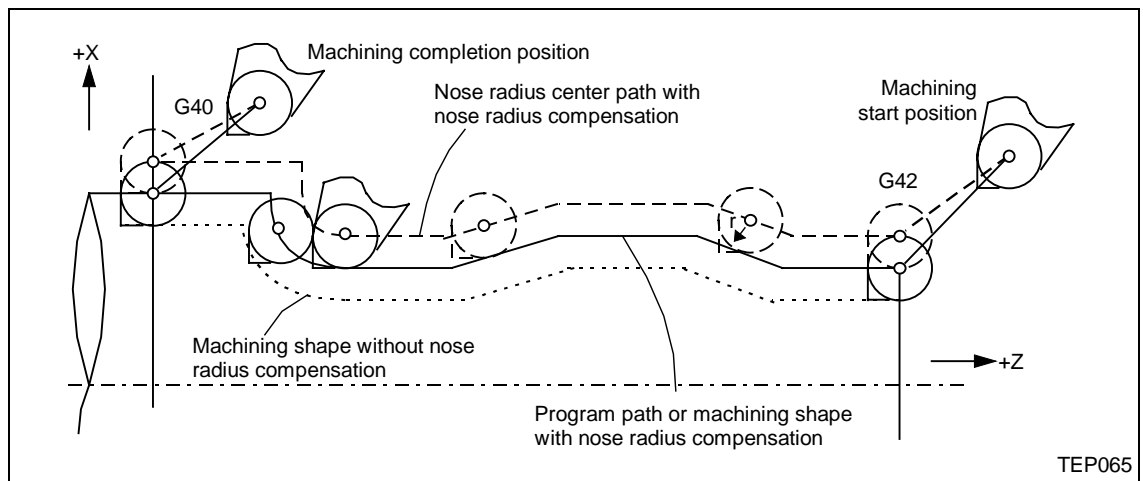 +X
Machining completion position
G40
Nose radius center path with
nose radius compensation
Machining
start position
G42
r
Machining shape without nose
radius compensation
+Z
Program path or machining shape
with nose radius compensation
TEP065